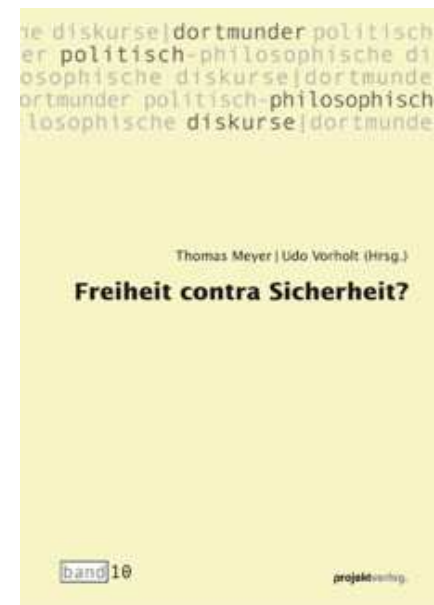 ne diskurse|dortmunder politisch
er politisch-philosophische di
osophische diskurse|dortmunde
ortmunder politisch-philosophisch
losophische diskurse|dortmunde
Thomas Meyer | Udo Vorholt (Hrsg.)
Freiheit contra Sicherheit?
band 10
projektverlag.